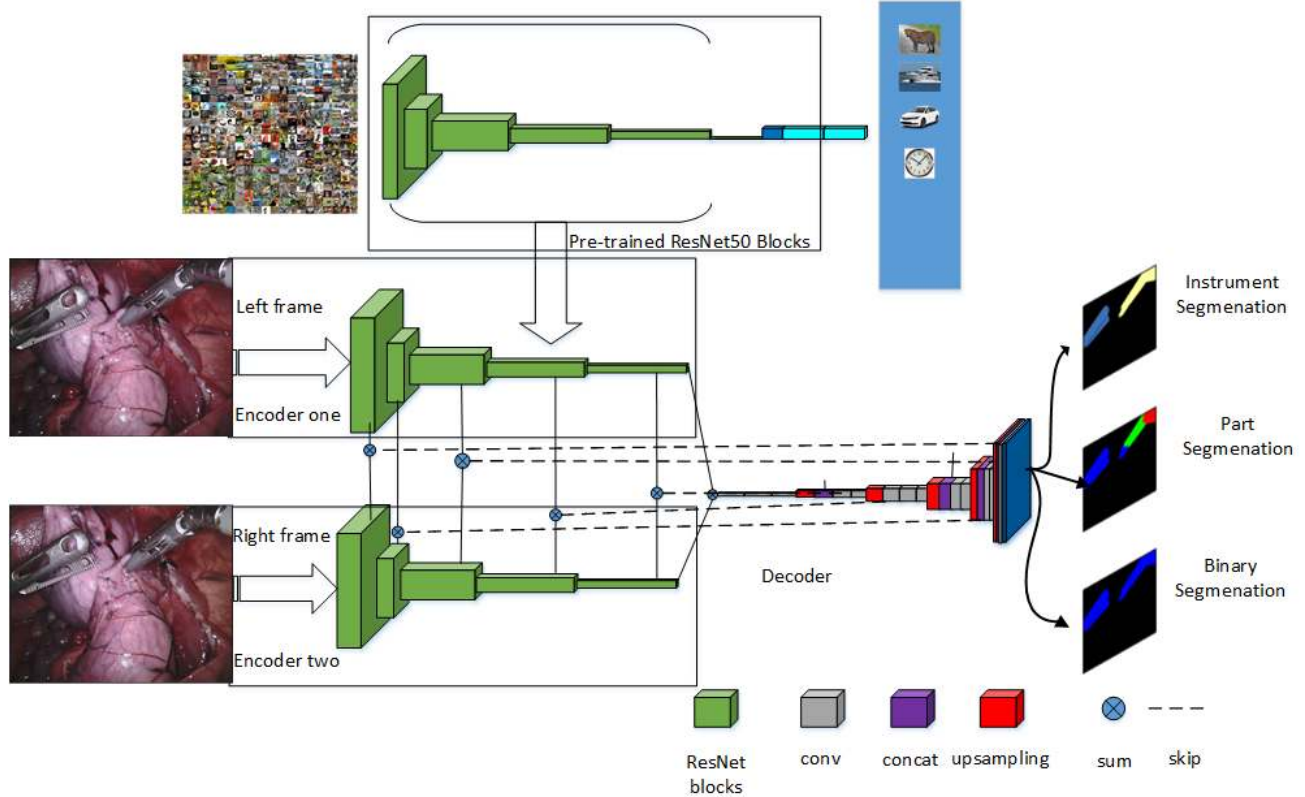 Pre-trained ResNet50 Blocks
Left frame
Encoder one
Right frame
Encoder two
Decoder
Instrument
Segmenation
Part
Segmenation
Binary
Segmenation
ResNet
blocks
conv
concat
upsampling
sum
skip